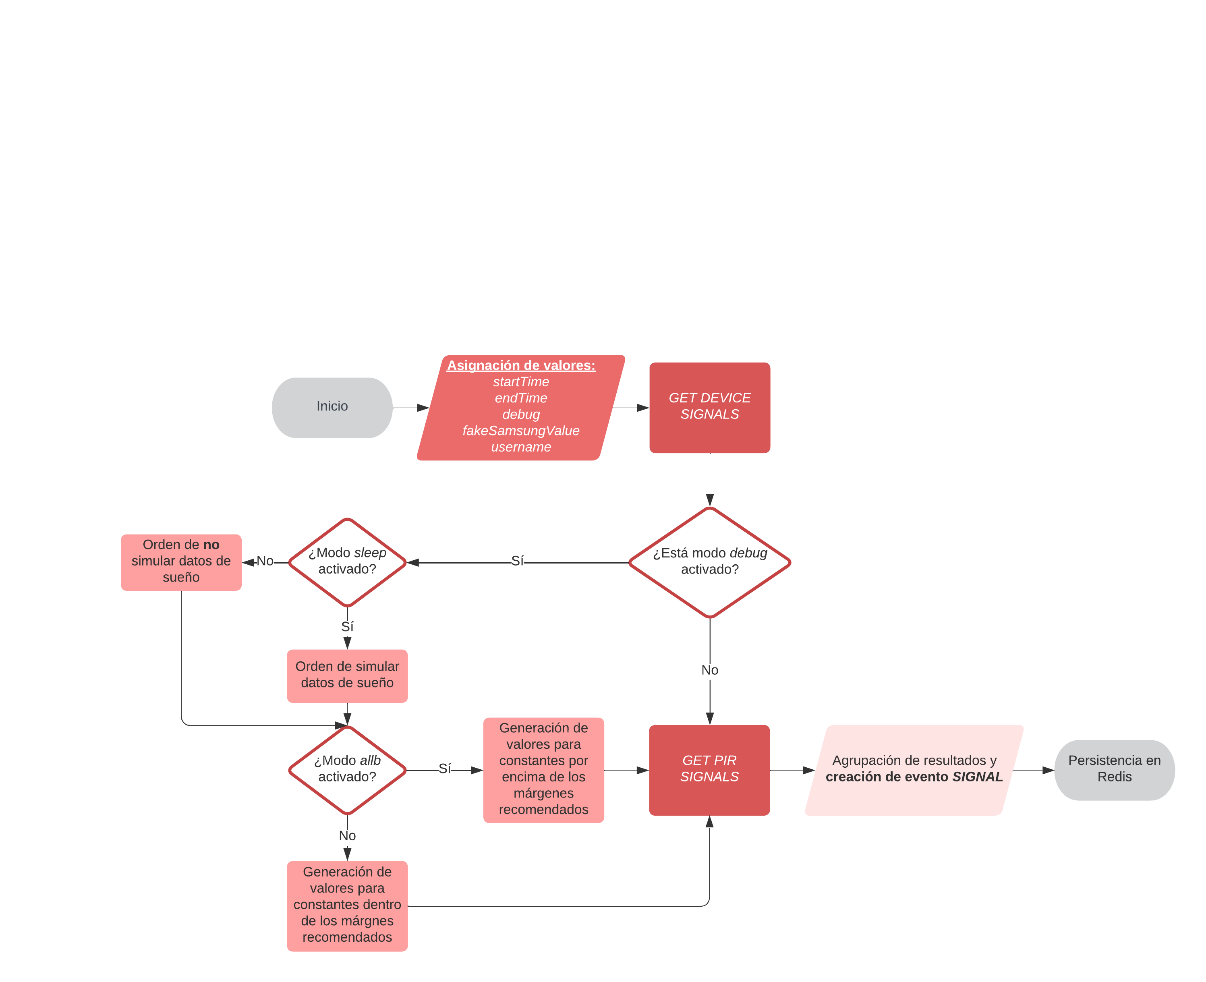 Inicio
Asignación de valores:
startTime
endTime
debug
fakeSamsungValue
username
GET DEVICE
SIGNALS
¿Está modo debug
activado?
Sí
No
¿Modo sleep
activado?
No
Orden de no
simular datos de
sueño
Sí
Orden de simular
datos de sueño
¿Modo allb
activado?
Sí
Generación de
valores para
constantes por
encima de los
márgenes
recomendados
No
Generación de
valores para
constantes dentro
de los márgnes
recomendados
GET PIR
SIGNALS
Agrupación de resultados y
creación de evento SIGNAL
Persistencia en
Redis